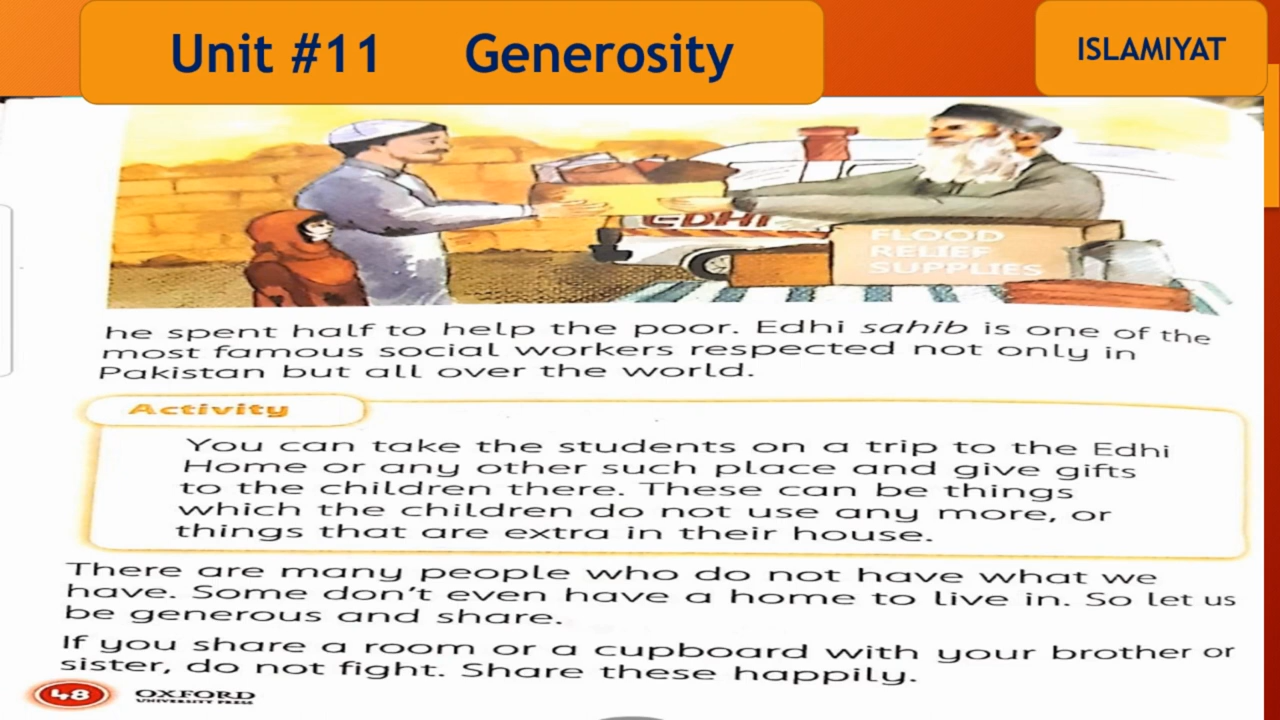 Unit #11 Generosity
ISLAMIYAT
EDHI
FLOOD
RELIEF
SUPPLIES
he spent half to help the poor. Edhi sahib is one of the
most famous social workers respected not only in
Pakistan but all over the world.
Activity
You can take the students on a trip to the Edhi
Home or any other such place and give gifts
to the children there. These can be things
which the children do not use any more, or
things that are extra in their house.
There are many people who do not have what we
have. Some don't even have a home to live in. So let us
be generous and share.
If you share a room or a cupboard with your brother or
sister, do not fight. Share these happily.
48
OXFORD
UNIVERSITY PRESS